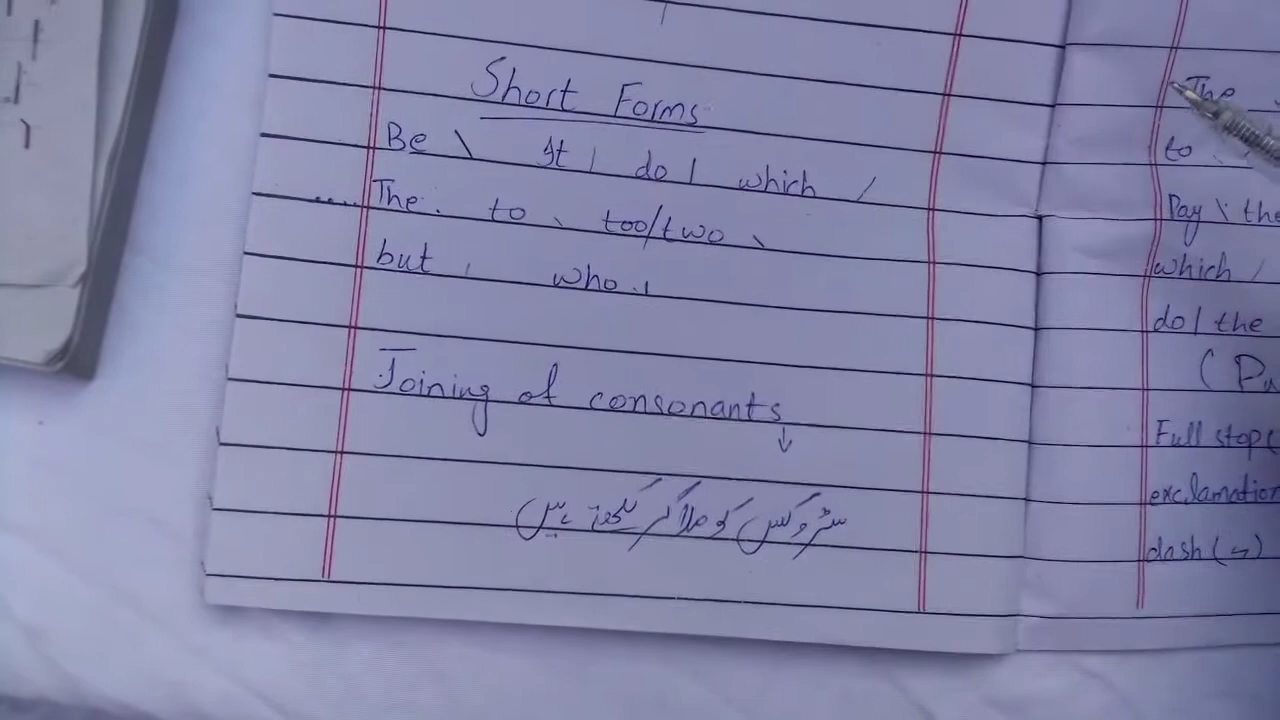 Short Forms
Be \ It | do | which /
The . to \ too/two \
but | who |
Joining of consonants
↓
سٹروکس کو ملا کر لکھتے ہیں
The
to \
Pay \ the
which /
do | the
(
Full stop (
exclamation
dash (